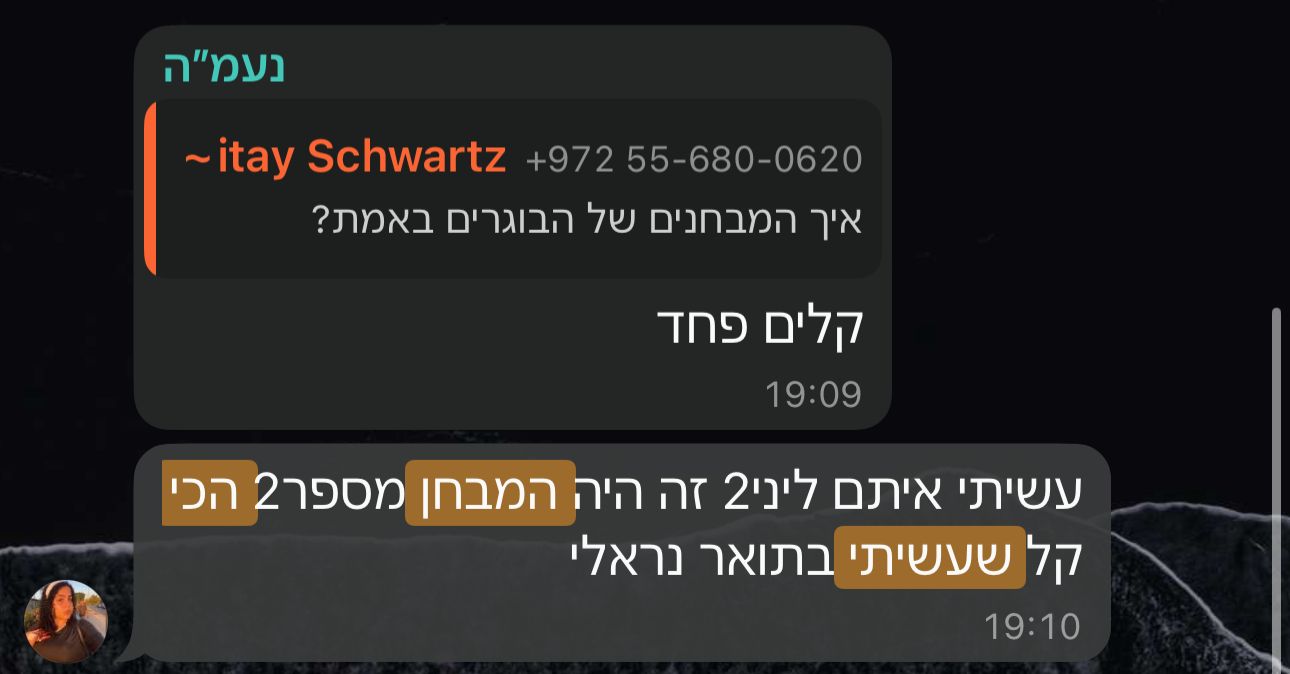 נעמ"ה
~ itay Schwartz +972 55-680-0620
איך המבחנים של הבוגרים באמת?
קלים פחד
19:09
עשיתי איתם ליני2 זה היה המבחן מספר2 הכי
קל שעשיתי בתואר נראלי
19:10